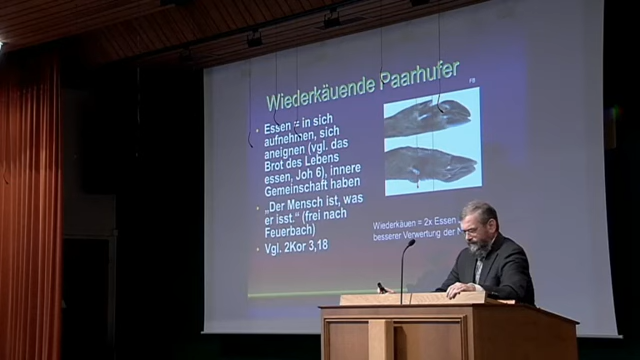 Wiederkäuende Paarhufer
FB
• Essen = in sich
aufnehmen, sich
aneignen (vgl. das
Brot des Lebens
essen, Joh 6), innere
Gemeinschaft haben
• „Der Mensch ist, was
er isst.“ (frei nach
Feuerbach)
• Vgl. 2Kor 3,18
Wiederkäuen = 2x Essen
besserer Verwertung der